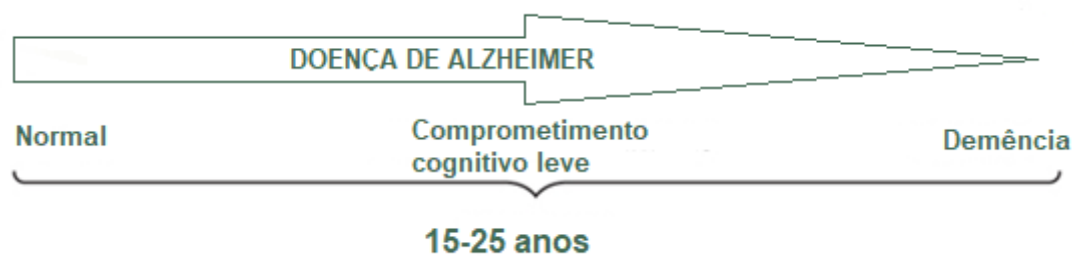 DOENÇA DE ALZHEIMER
Normal
Comprometimento
cognitivo leve
Demência
15-25 anos